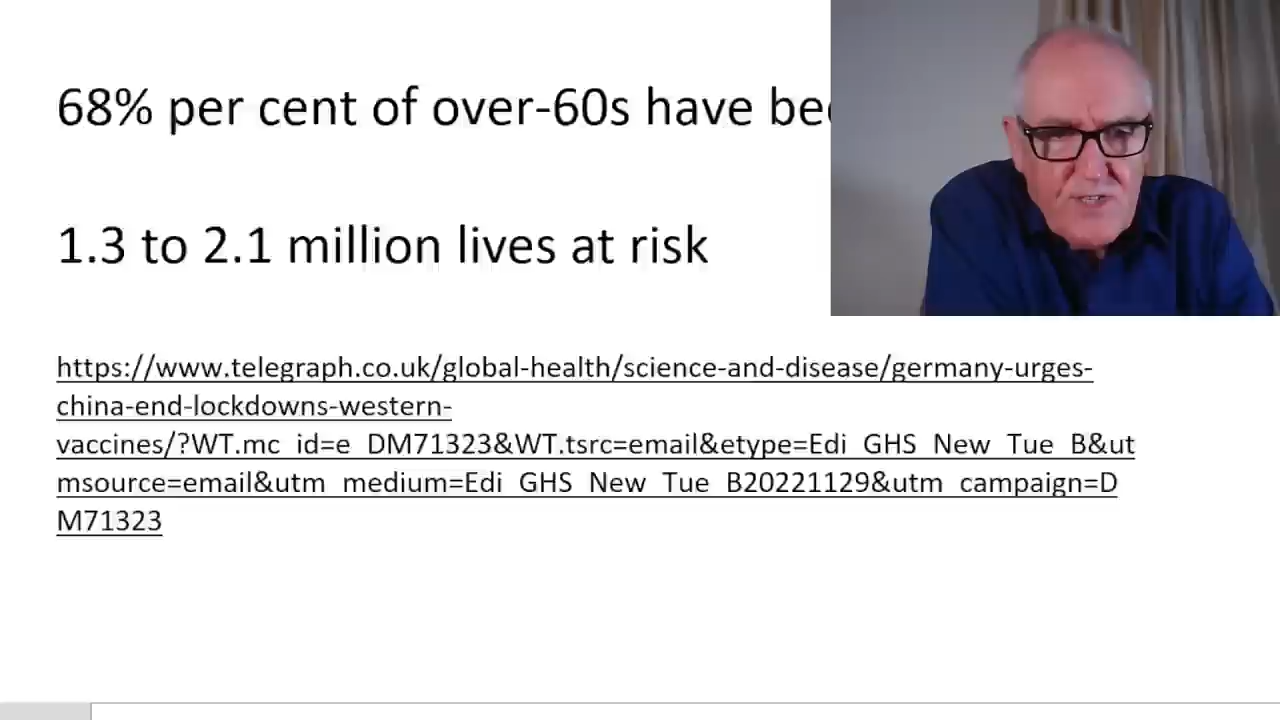 68% per cent of over-60s have
1.3 to 2.1 million lives at risk
https://www.telegraph.co.uk/global-health/science-and-disease/germany-urges-
china-end-lockdowns-western-
vaccines/?WT.mc_id=e_DM71323&WT.tsrc=email&etype=Edi_GHS_New_Tue_B&ut
msource=email&utm_medium=Edi_GHS_New_Tue_B20221129&utm_campaign=D
M71323